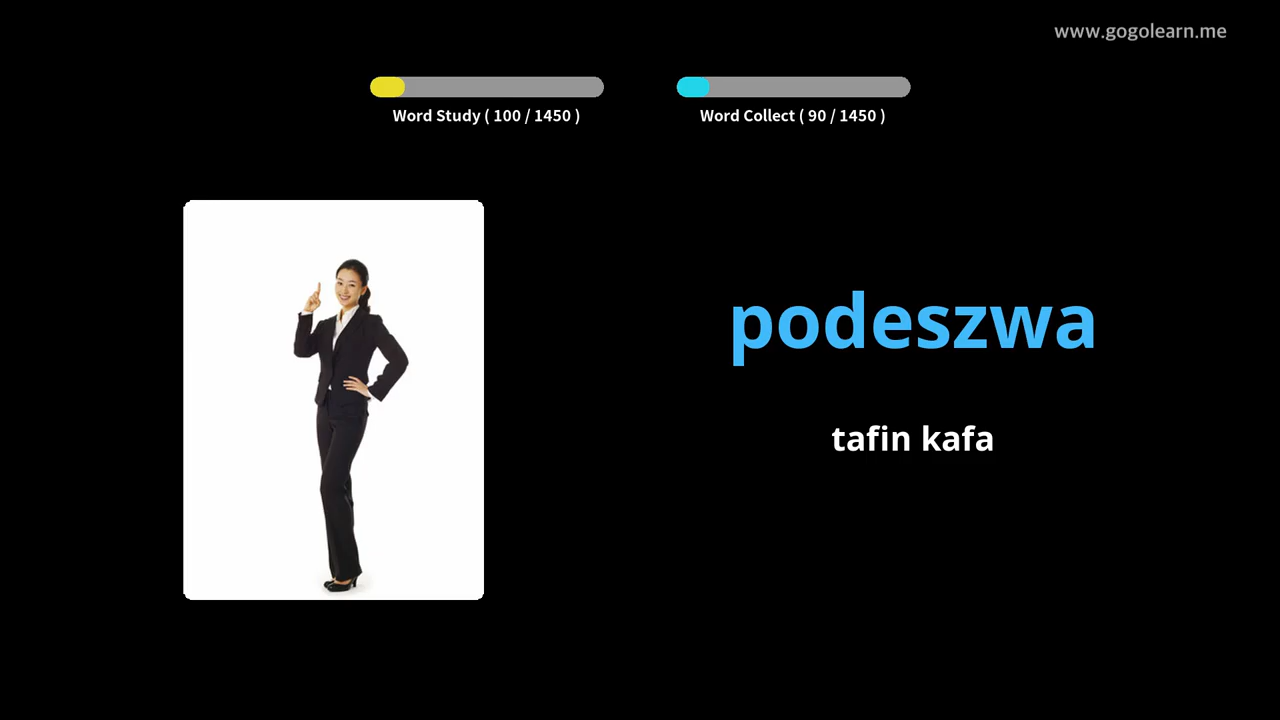 www.gogolearn.me
Word Study ( 100 / 1450 )
Word Collect ( 90 / 1450 )
podeszwa
tafin kafa